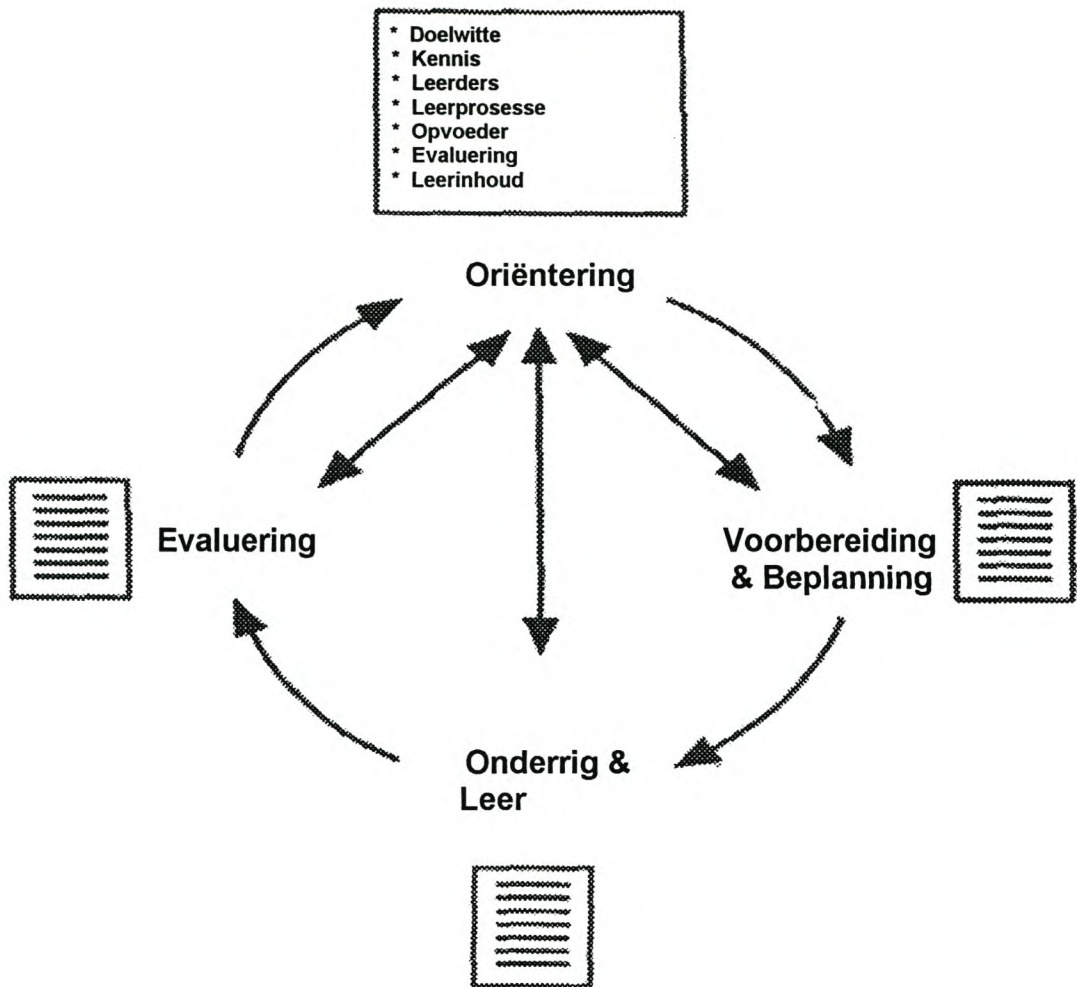 * Doelwitte
* Kennis
* Leerders
* Leerprosesse
* Opvoeder
* Evaluering
* Leerinhoud
Oriëntering
Evaluering
Voorbereiding
& Beplanning
Onderrig &
Leer